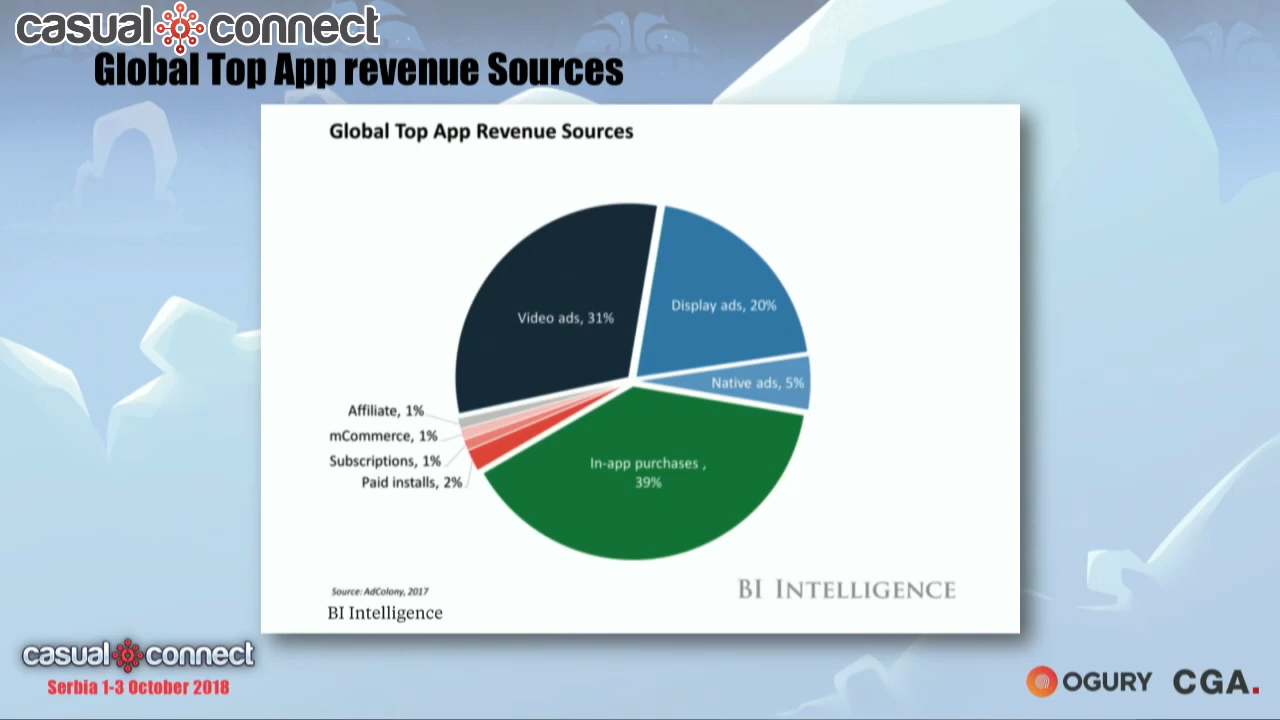 casual connect
Global Top App revenue Sources
Global Top App Revenue Sources
Video ads, 31%
Display ads, 20%
Native ads, 5%
Affiliate, 1%
mCommerce, 1%
Subscriptions, 1%
Paid installs, 2%
In-app purchases ,
39%
Source: AdColony, 2017
BI Intelligence
BI INTELLIGENCE
casual connect
Serbia 1-3 October 2018
OGURY
CGA.